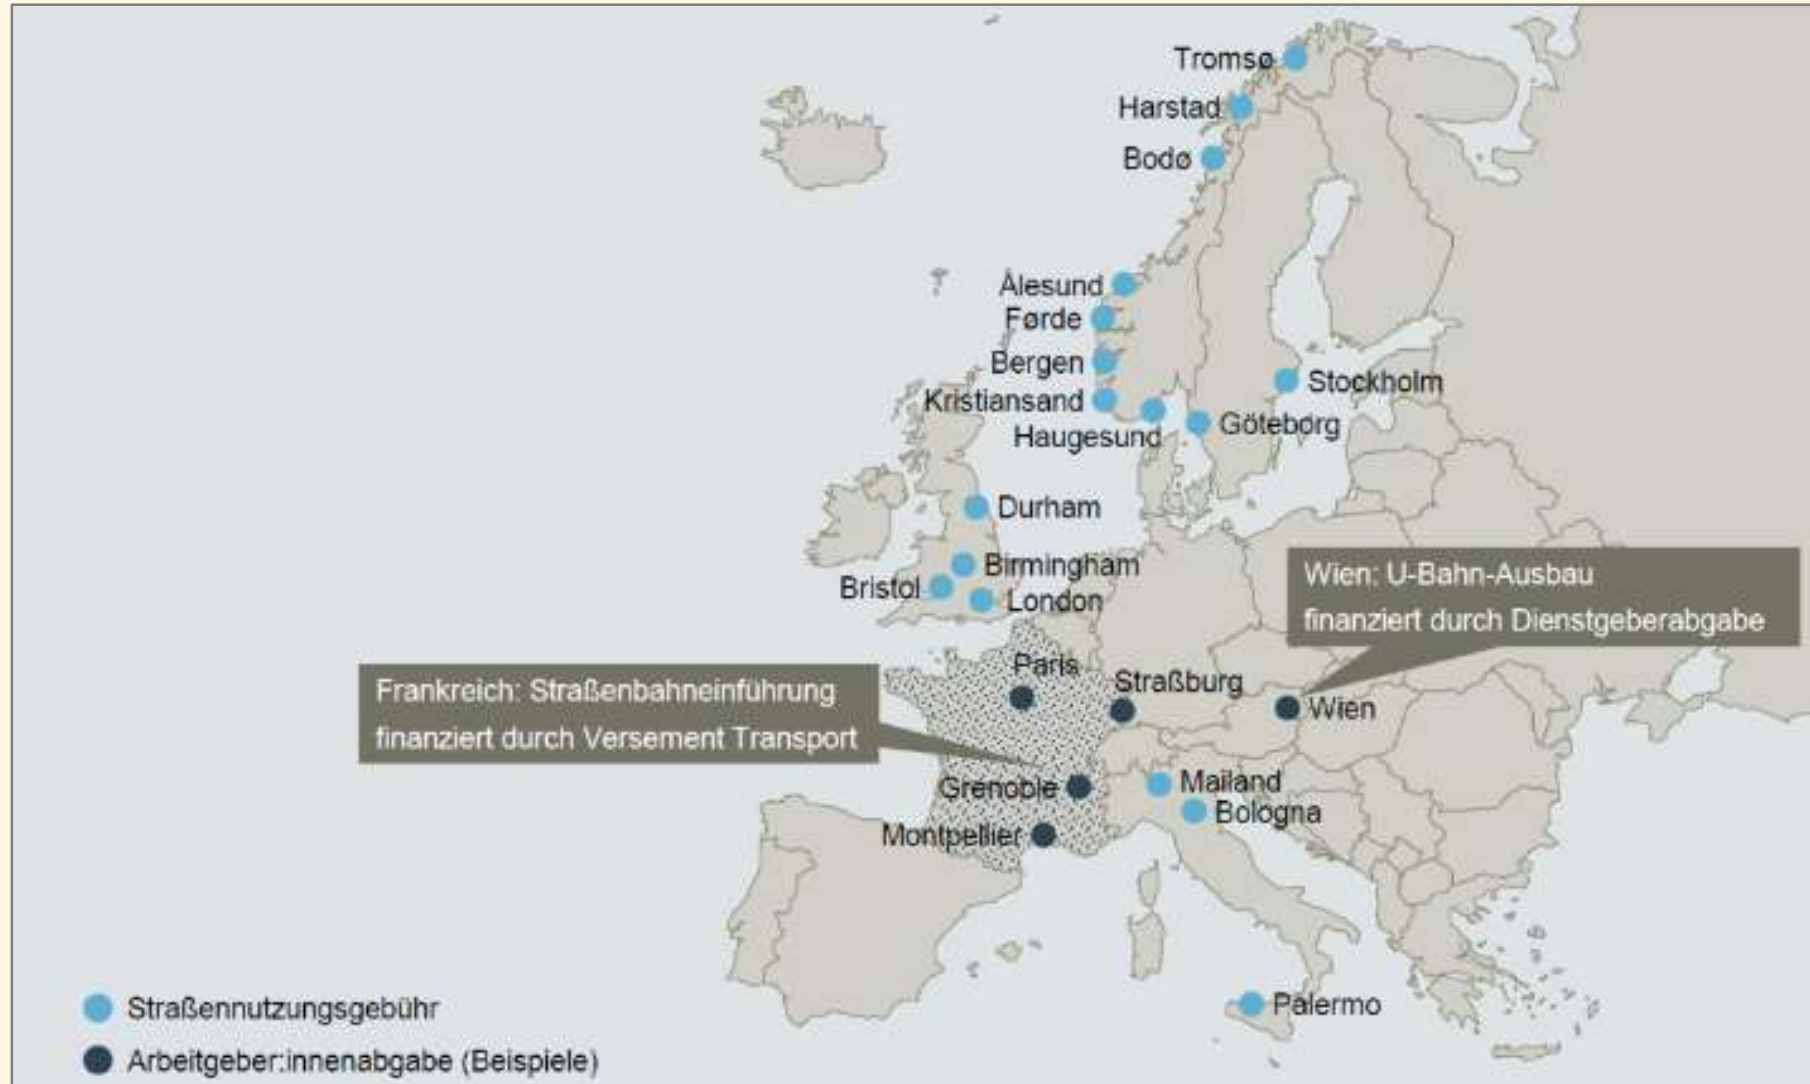 Tromsø
Harstad
Bodø
Ålesund
Førde
Bergen
Kristiansand
Haugesund
Stockholm
Göteborg
Durham
Birmingham
Bristol
London
Wien: U-Bahn-Ausbau
finanziert durch Dienstgeberabgabe
Paris
Straßburg
Frankreich: Straßenbahneinführung
finanziert durch Versement Transport
Wien
Grenoble
Mailand
Bologna
Montpellier
Palermo
Straßennutzungsgebühr
Arbeitgeber:innenabgabe (Beispiele)